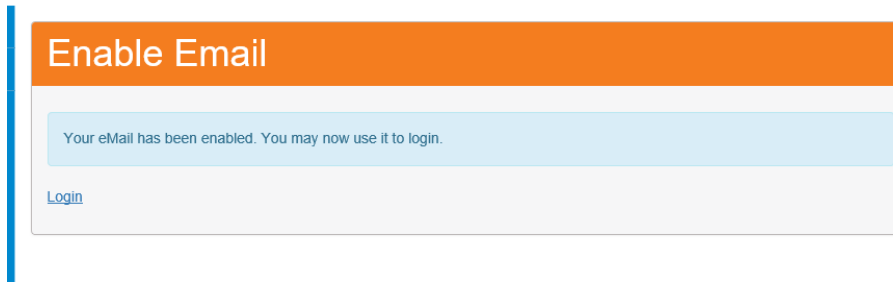 Enable Email
Your eMail has been enabled. You may now use it to login.
Login